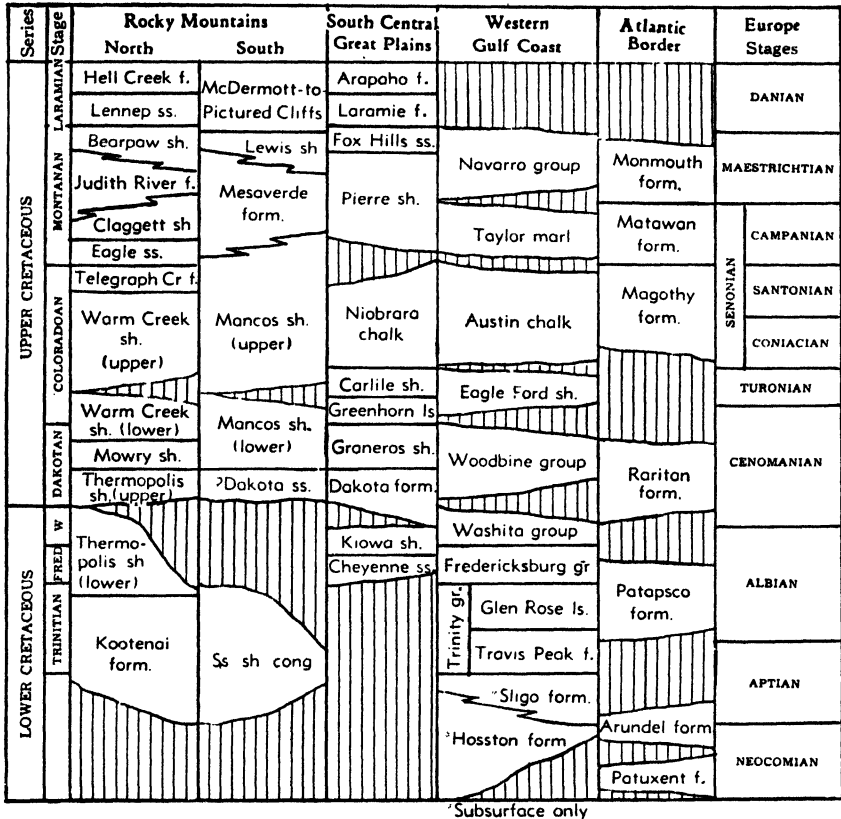 Series
Stage
Rocky Mountains
North
South
South Central
Great Plains
Western
Gulf Coast
Atlantic
Border
Europe
Stages
UPPER CRETACEOUS
LOWER CRETACEOUS
LARAMIAN
MONTANAN
COLORADOAN
DAKOTAN
W
FRED
TRINITIAN
Hell Creek f.
Lennep ss.
Bearpaw sh.
Judith River f.
Claggett sh
Eagle ss.
Telegraph Cr f.
Warm Creek
sh.
(upper)
Warm Creek
sh. (lower)
Mowry sh.
Thermopolis
sh.(upper)
Thermo-
polis sh
(lower)
Kootenai
form.
McDermott-to-
Pictured Cliffs
Lewis sh
Mesaverde
form.
Mancos sh.
(upper)
Mancos sh.
(lower)
?Dakota ss.
Ss sh cong
Arapaho f.
Laramie f.
Fox Hills ss.
Pierre sh.
Niobrara
chalk
Carlile sh.
Greenhorn ls
Graneros sh.
Dakota form.
Kiowa sh.
Cheyenne ss.
Navarro group
Taylor marl
Austin chalk
Eagle Ford sh.
Woodbine group
Washita group
Fredericksburg gr
Trinity gr.
Glen Rose ls.
Travis Peak f.
'Sligo form.
'Hosston form
Monmouth
form.
Matawan
form.
Magothy
form.
Raritan
form.
Patapsco
form.
Arundel form
Patuxent f.
DANIAN
MAESTRICHTIAN
SENONIAN
CAMPANIAN
SANTONIAN
CONIACIAN
TURONIAN
CENOMANIAN
ALBIAN
APTIAN
NEOCOMIAN
'Subsurface only